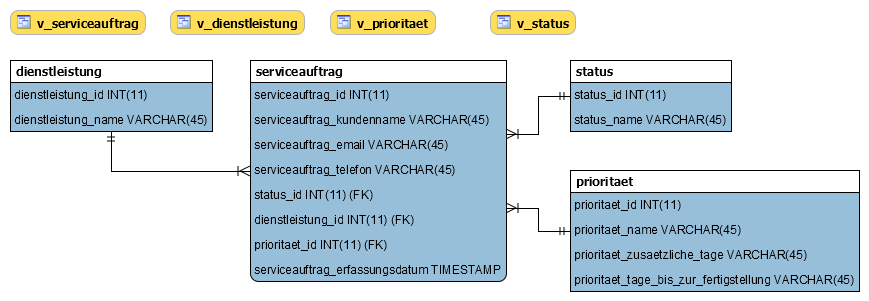 v_serviceauftrag
v_dienstleistung
v_prioritaet
v_status
dienstleistung
dienstleistung_id INT(11)
dienstleistung_name VARCHAR(45)
serviceauftrag
serviceauftrag_id INT(11)
serviceauftrag_kundenname VARCHAR(45)
serviceauftrag_email VARCHAR(45)
serviceauftrag_telefon VARCHAR(45)
status_id INT(11) (FK)
dienstleistung_id INT(11) (FK)
prioritaet_id INT(11) (FK)
serviceauftrag_erfassungsdatum TIMESTAMP
status
status_id INT(11)
status_name VARCHAR(45)
prioritaet
prioritaet_id INT(11)
prioritaet_name VARCHAR(45)
prioritaet_zusaetzliche_tage VARCHAR(45)
prioritaet_tage_bis_zur_fertigstellung VARCHAR(45)